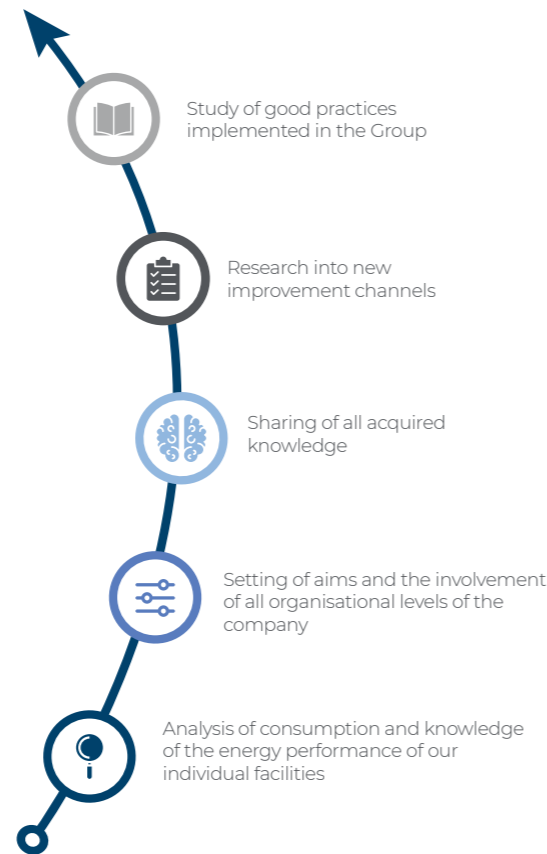 Study of good practices
implemented in the Group
Research into new
improvement channels
Sharing of all acquired
knowledge
Setting of aims and the involvement
of all organisational levels of the
company
Analysis of consumption and knowledge
of the energy performance of our
individual facilities